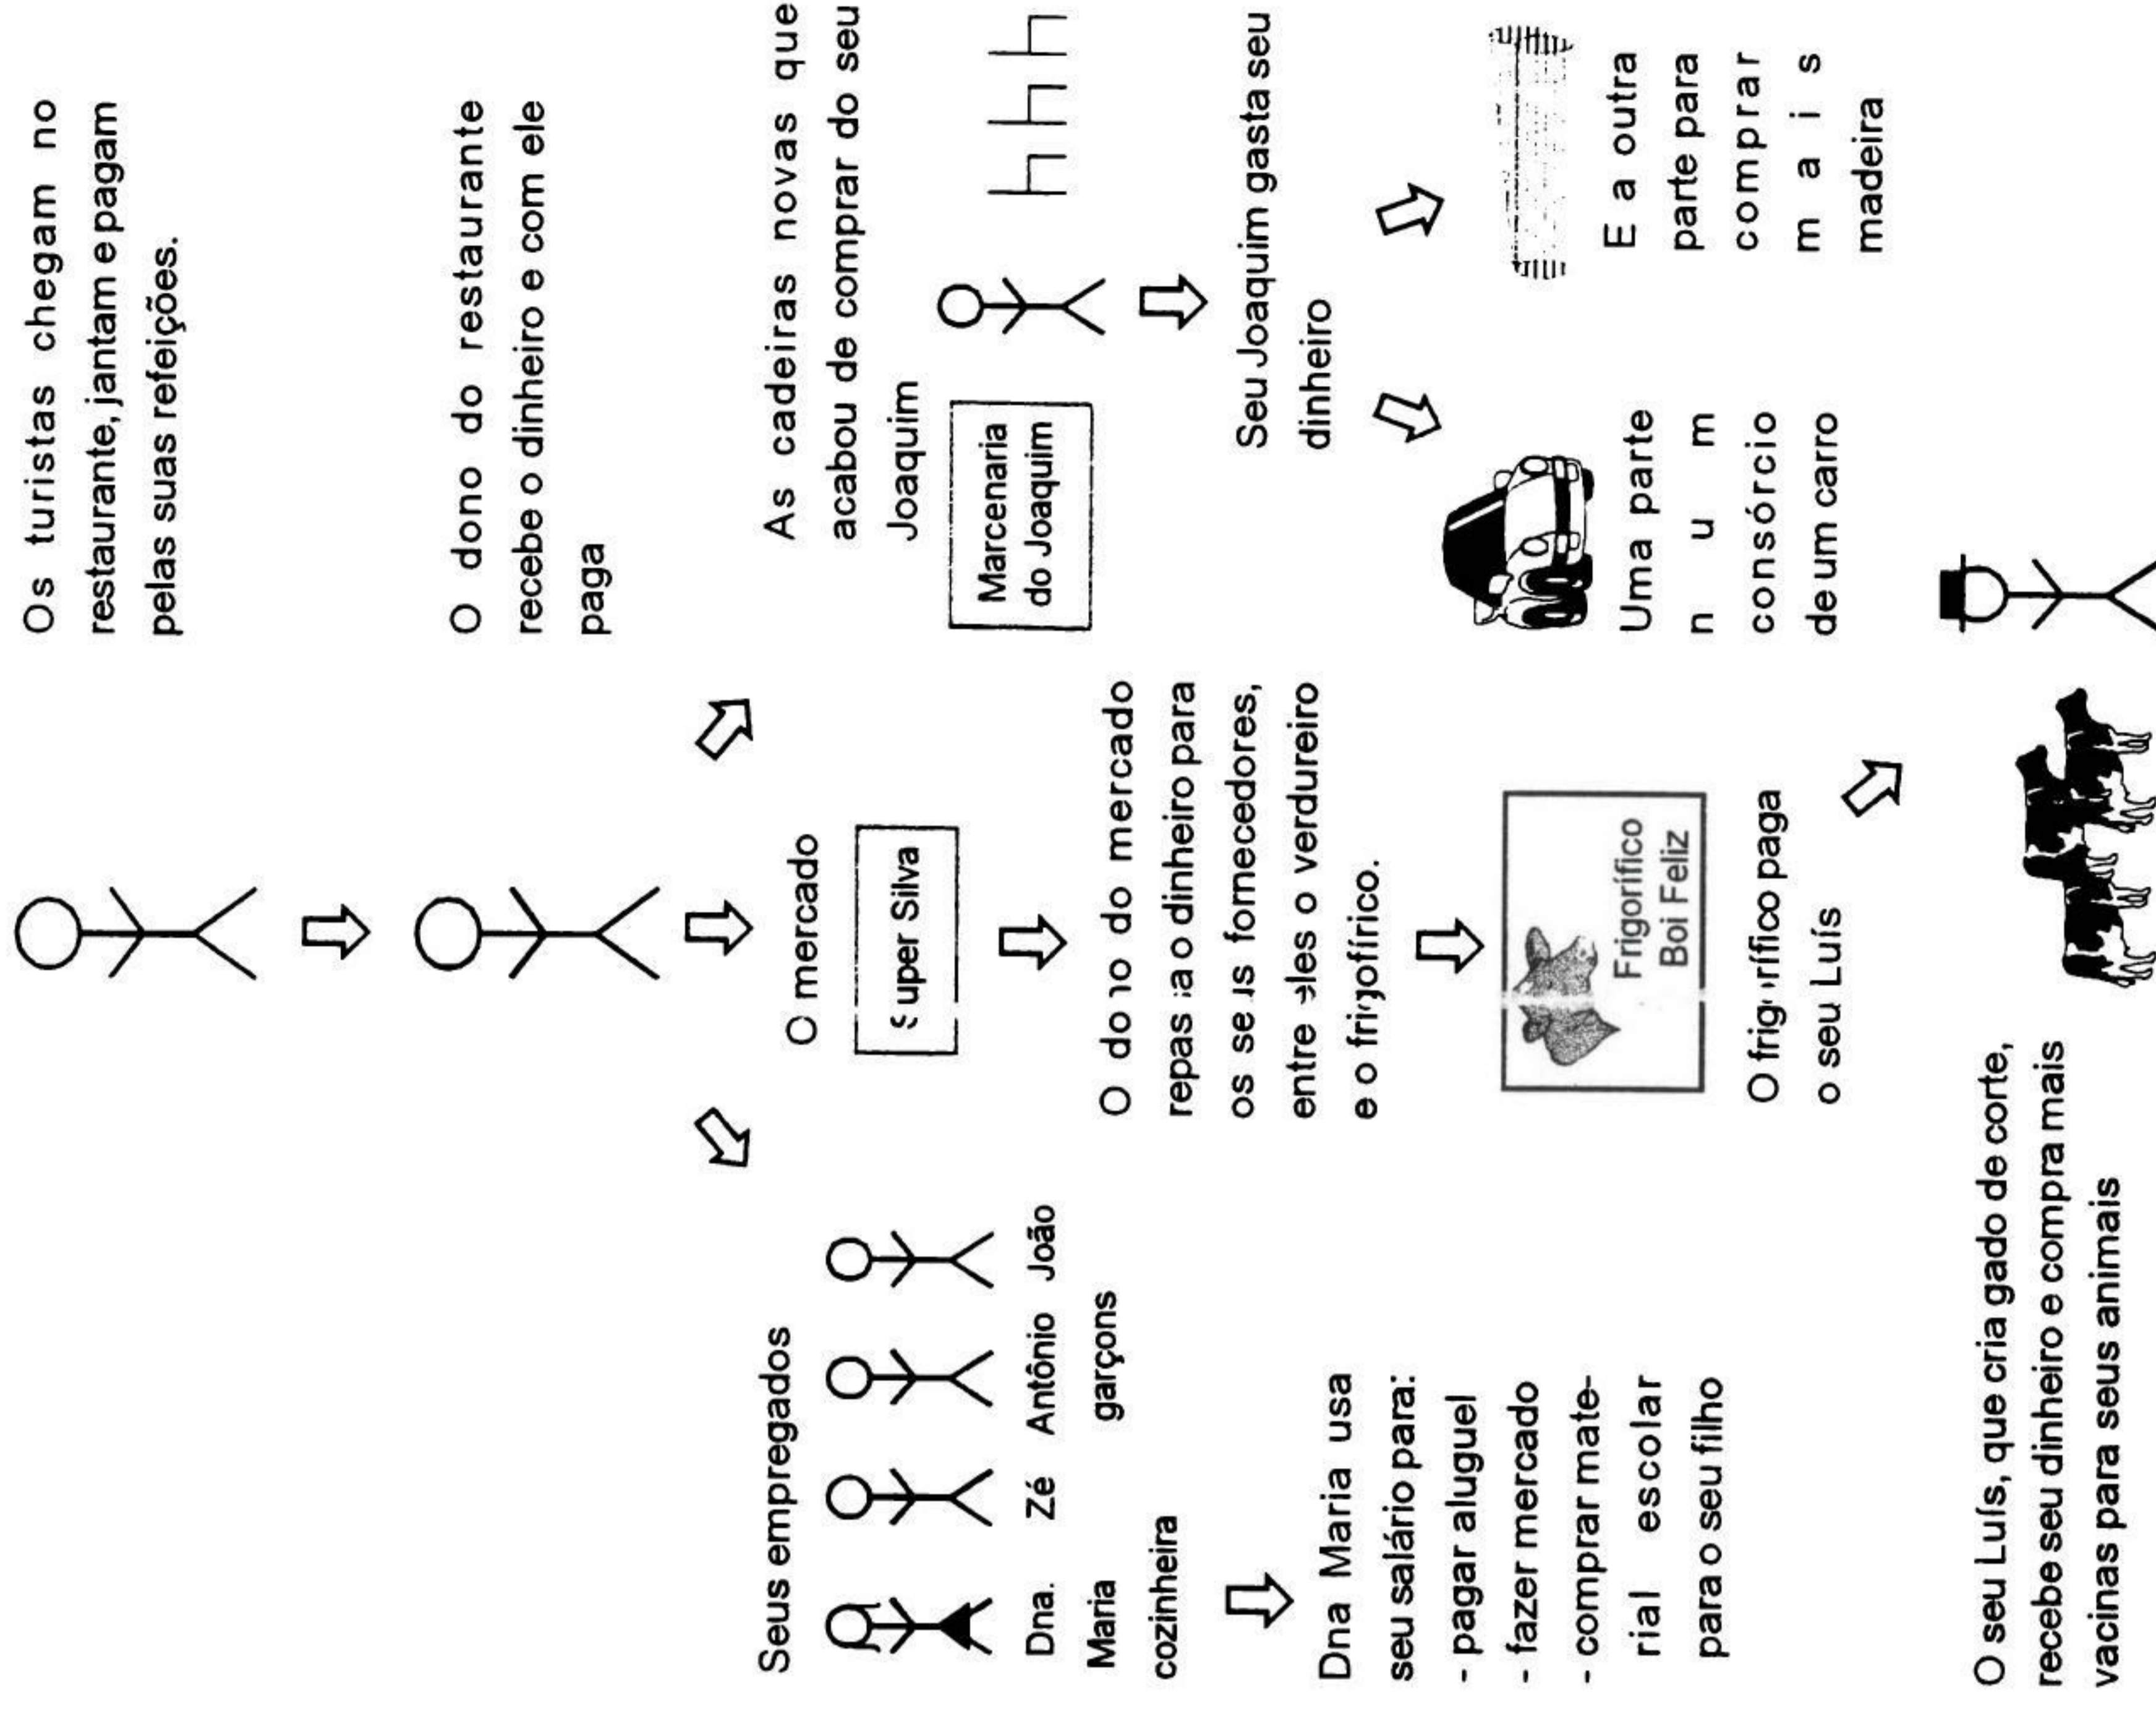 Os turistas chegam no
restaurante, jantam e pagam
pelas suas refeições.
O dono do restaurante
recebe o dinheiro e com ele
paga
Seus empregados
Dna. Zé Antônio João
Maria garçons
cozinheira
Dna Maria usa
seu salário para:
- pagar aluguel
- fazer mercado
- comprar mate-
rial escolar
para o seu filho
O mercado
Super Silva
O dono do mercado
repassa o dinheiro para
os seus fornecedores,
entre eles o verdureiro
e o frigofírico.
Frigorífico
Boi Feliz
O frigorífico paga
o seu Luís
As cadeiras novas que
acabou de comprar do seu
Joaquim
Marcenaria
do Joaquim
Seu Joaquim gasta seu
dinheiro
Uma parte
n u m
consórcio
de um carro
E a outra
parte para
comprar
m a i s
madeira
O seu Luís, que cria gado de corte,
recebe seu dinheiro e compra mais
vacinas para seus animais